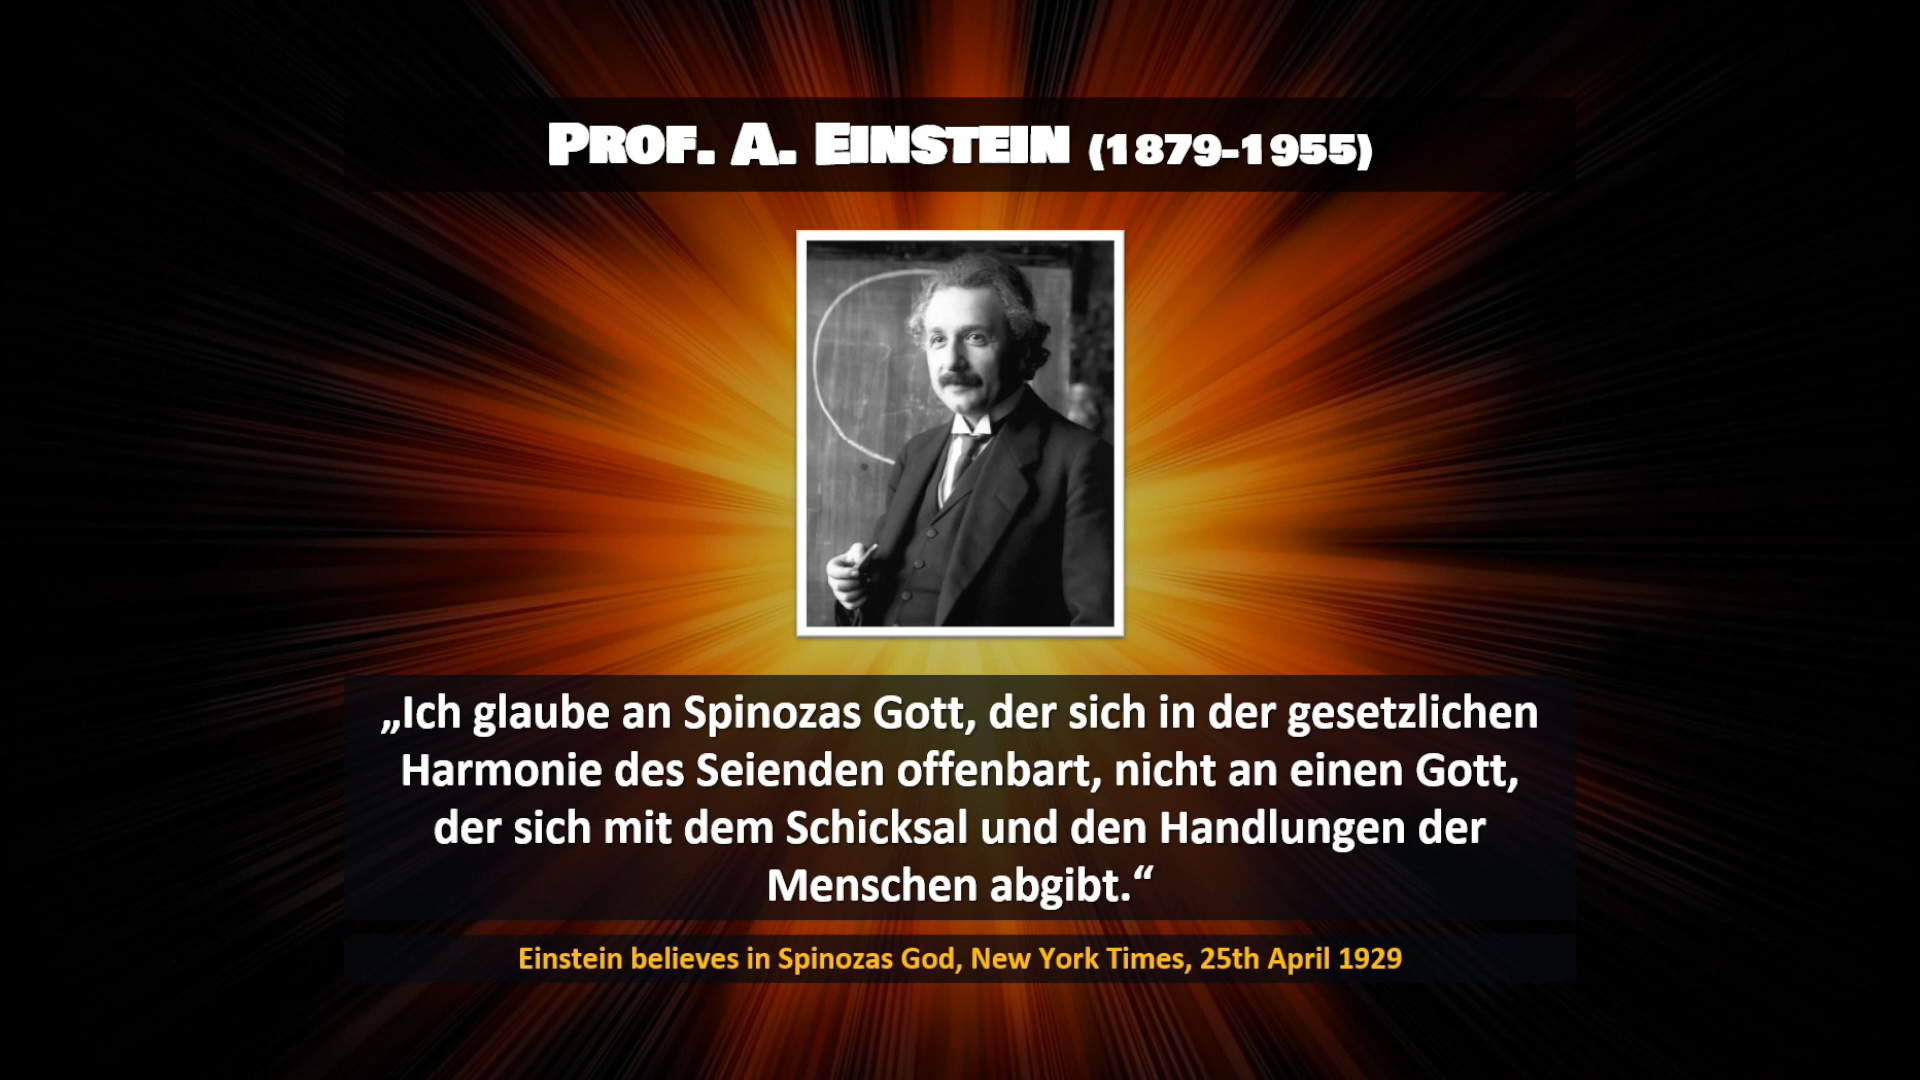 PROF. A. EINSTEIN (1879-1955)
„Ich glaube an Spinozas Gott, der sich in der gesetzlichen
Harmonie des Seienden offenbart, nicht an einen Gott,
der sich mit dem Schicksal und den Handlungen der
Menschen abgibt.“
Einstein believes in Spinozas God, New York Times, 25th April 1929